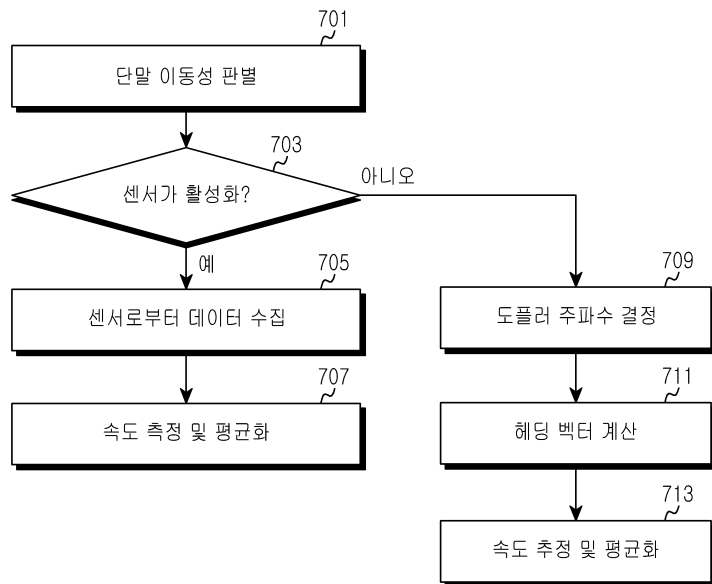 701
단말 이동성 판별
703
센서가 활성화?
아니오
예
705
센서로부터 데이터 수집
707
속도 측정 및 평균화
709
도플러 주파수 결정
711
헤딩 벡터 계산
713
속도 추정 및 평균화